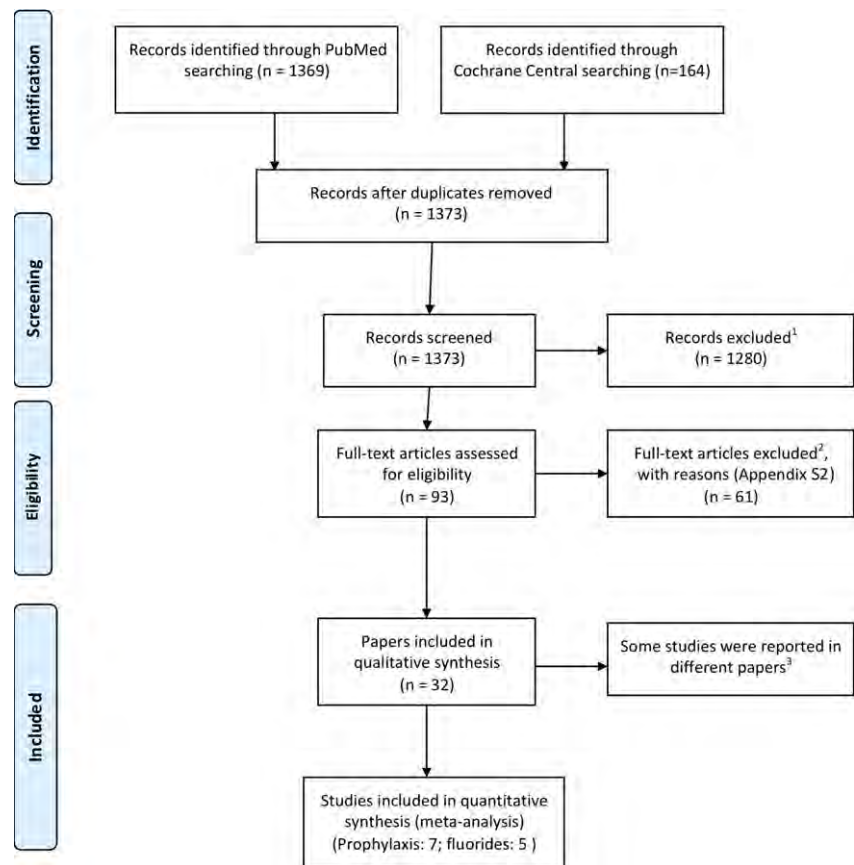 Identification
Records identified through PubMed
searching (n = 1369)
Records identified through
Cochrane Central searching (n=164)
Records after duplicates removed
(n = 1373)
Screening
Records screened
(n = 1373)
Records excluded1
(n = 1280)
Eligibility
Full-text articles assessed
for eligibility
(n = 93)
Full-text articles excluded2,
with reasons (Appendix S2)
(n = 61)
Included
Papers included in
qualitative synthesis
(n = 32)
Some studies were reported in
different papers3
Studies included in quantitative
synthesis (meta-analysis)
(Prophylaxis: 7; fluorides: 5 )